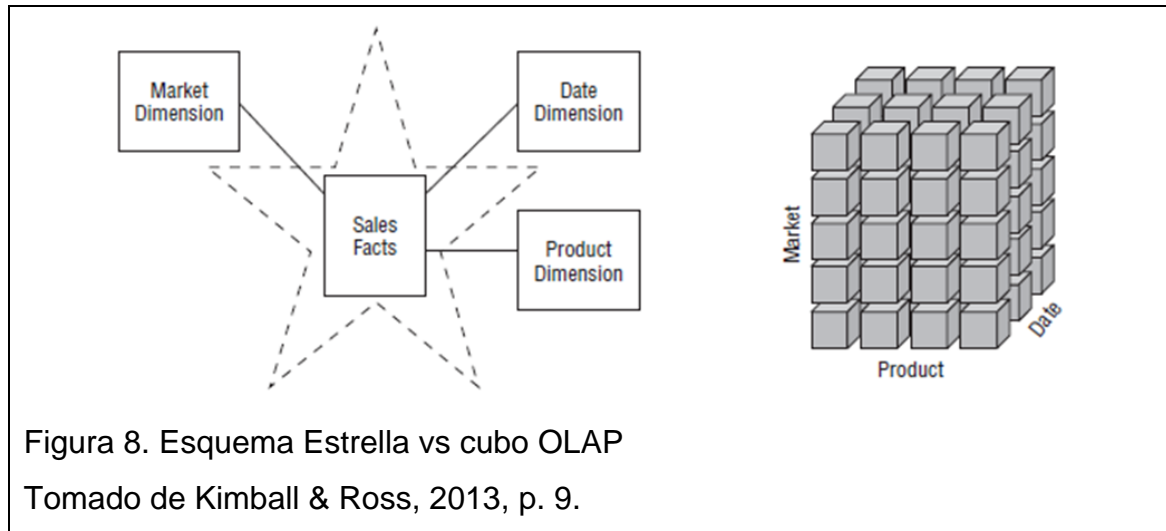 Market
Dimension
Date
Dimension
Sales
Facts
Product
Dimension
Market
Product
Date
Figura 8. Esquema Estrella vs cubo OLAP
Tomado de Kimball & Ross, 2013, p. 9.